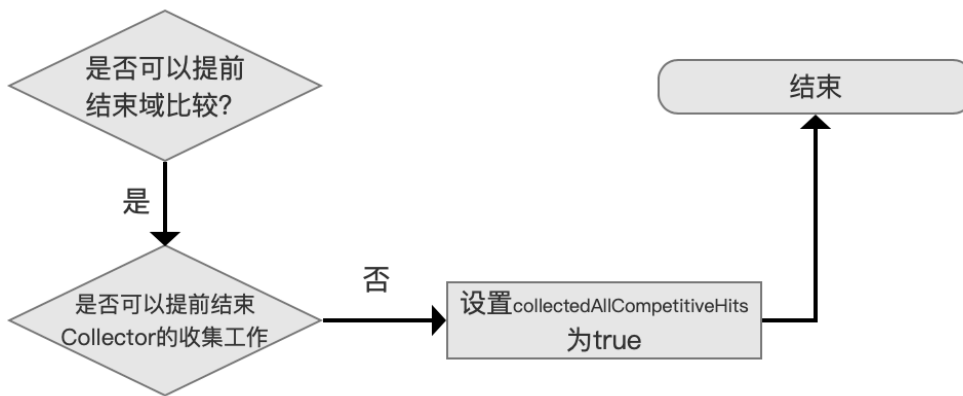 是否可以提前
结束域比较?
结束
是
是否可以提前结束
Collector的收集工作
否
设置collectedAllCompetitiveHits
为true